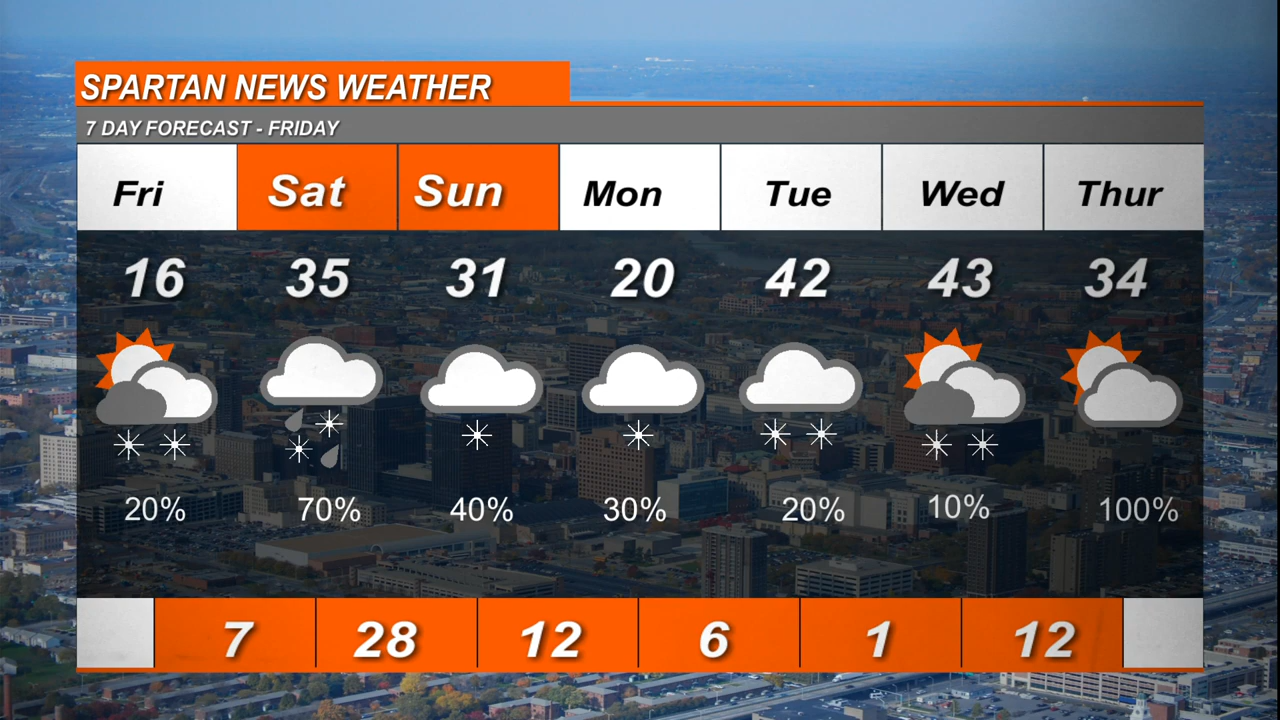 SPARTAN NEWS WEATHER
7 DAY FORECAST - FRIDAY
Fri Sat Sun Mon Tue Wed Thur
16 35 31 20 42 43 34
20% 70% 40% 30% 20% 10% 100%
7 28 12 6 1 12